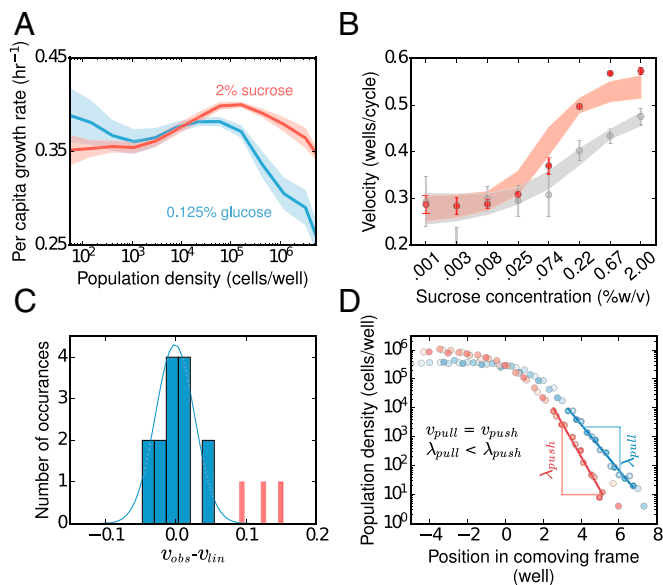 A
Per capita growth rate (hr⁻¹)
0.45
0.35
0.25
2% sucrose
0.125% glucose
10² 10³ 10⁴ 10⁵ 10⁶
Population density (cells/well)
B
Velocity (wells/cycle)
0.6
0.5
0.4
0.3
0.2
.001 .003 .008 .025 .074 0.22 0.67 2.00
Sucrose concentration (%w/v)
C
Number of occurances
4
3
2
1
0
−0.1 0.0 0.1 0.2
v_obs-v_lin
D
Population density (cells/well)
10⁶
10⁵
10⁴
10³
10²
10¹
10⁰
v_pull = v_push
λ_pull < λ_push
λ_push
λ_pull
−4 −2 0 2 4 6 8
Position in comoving frame
(well)